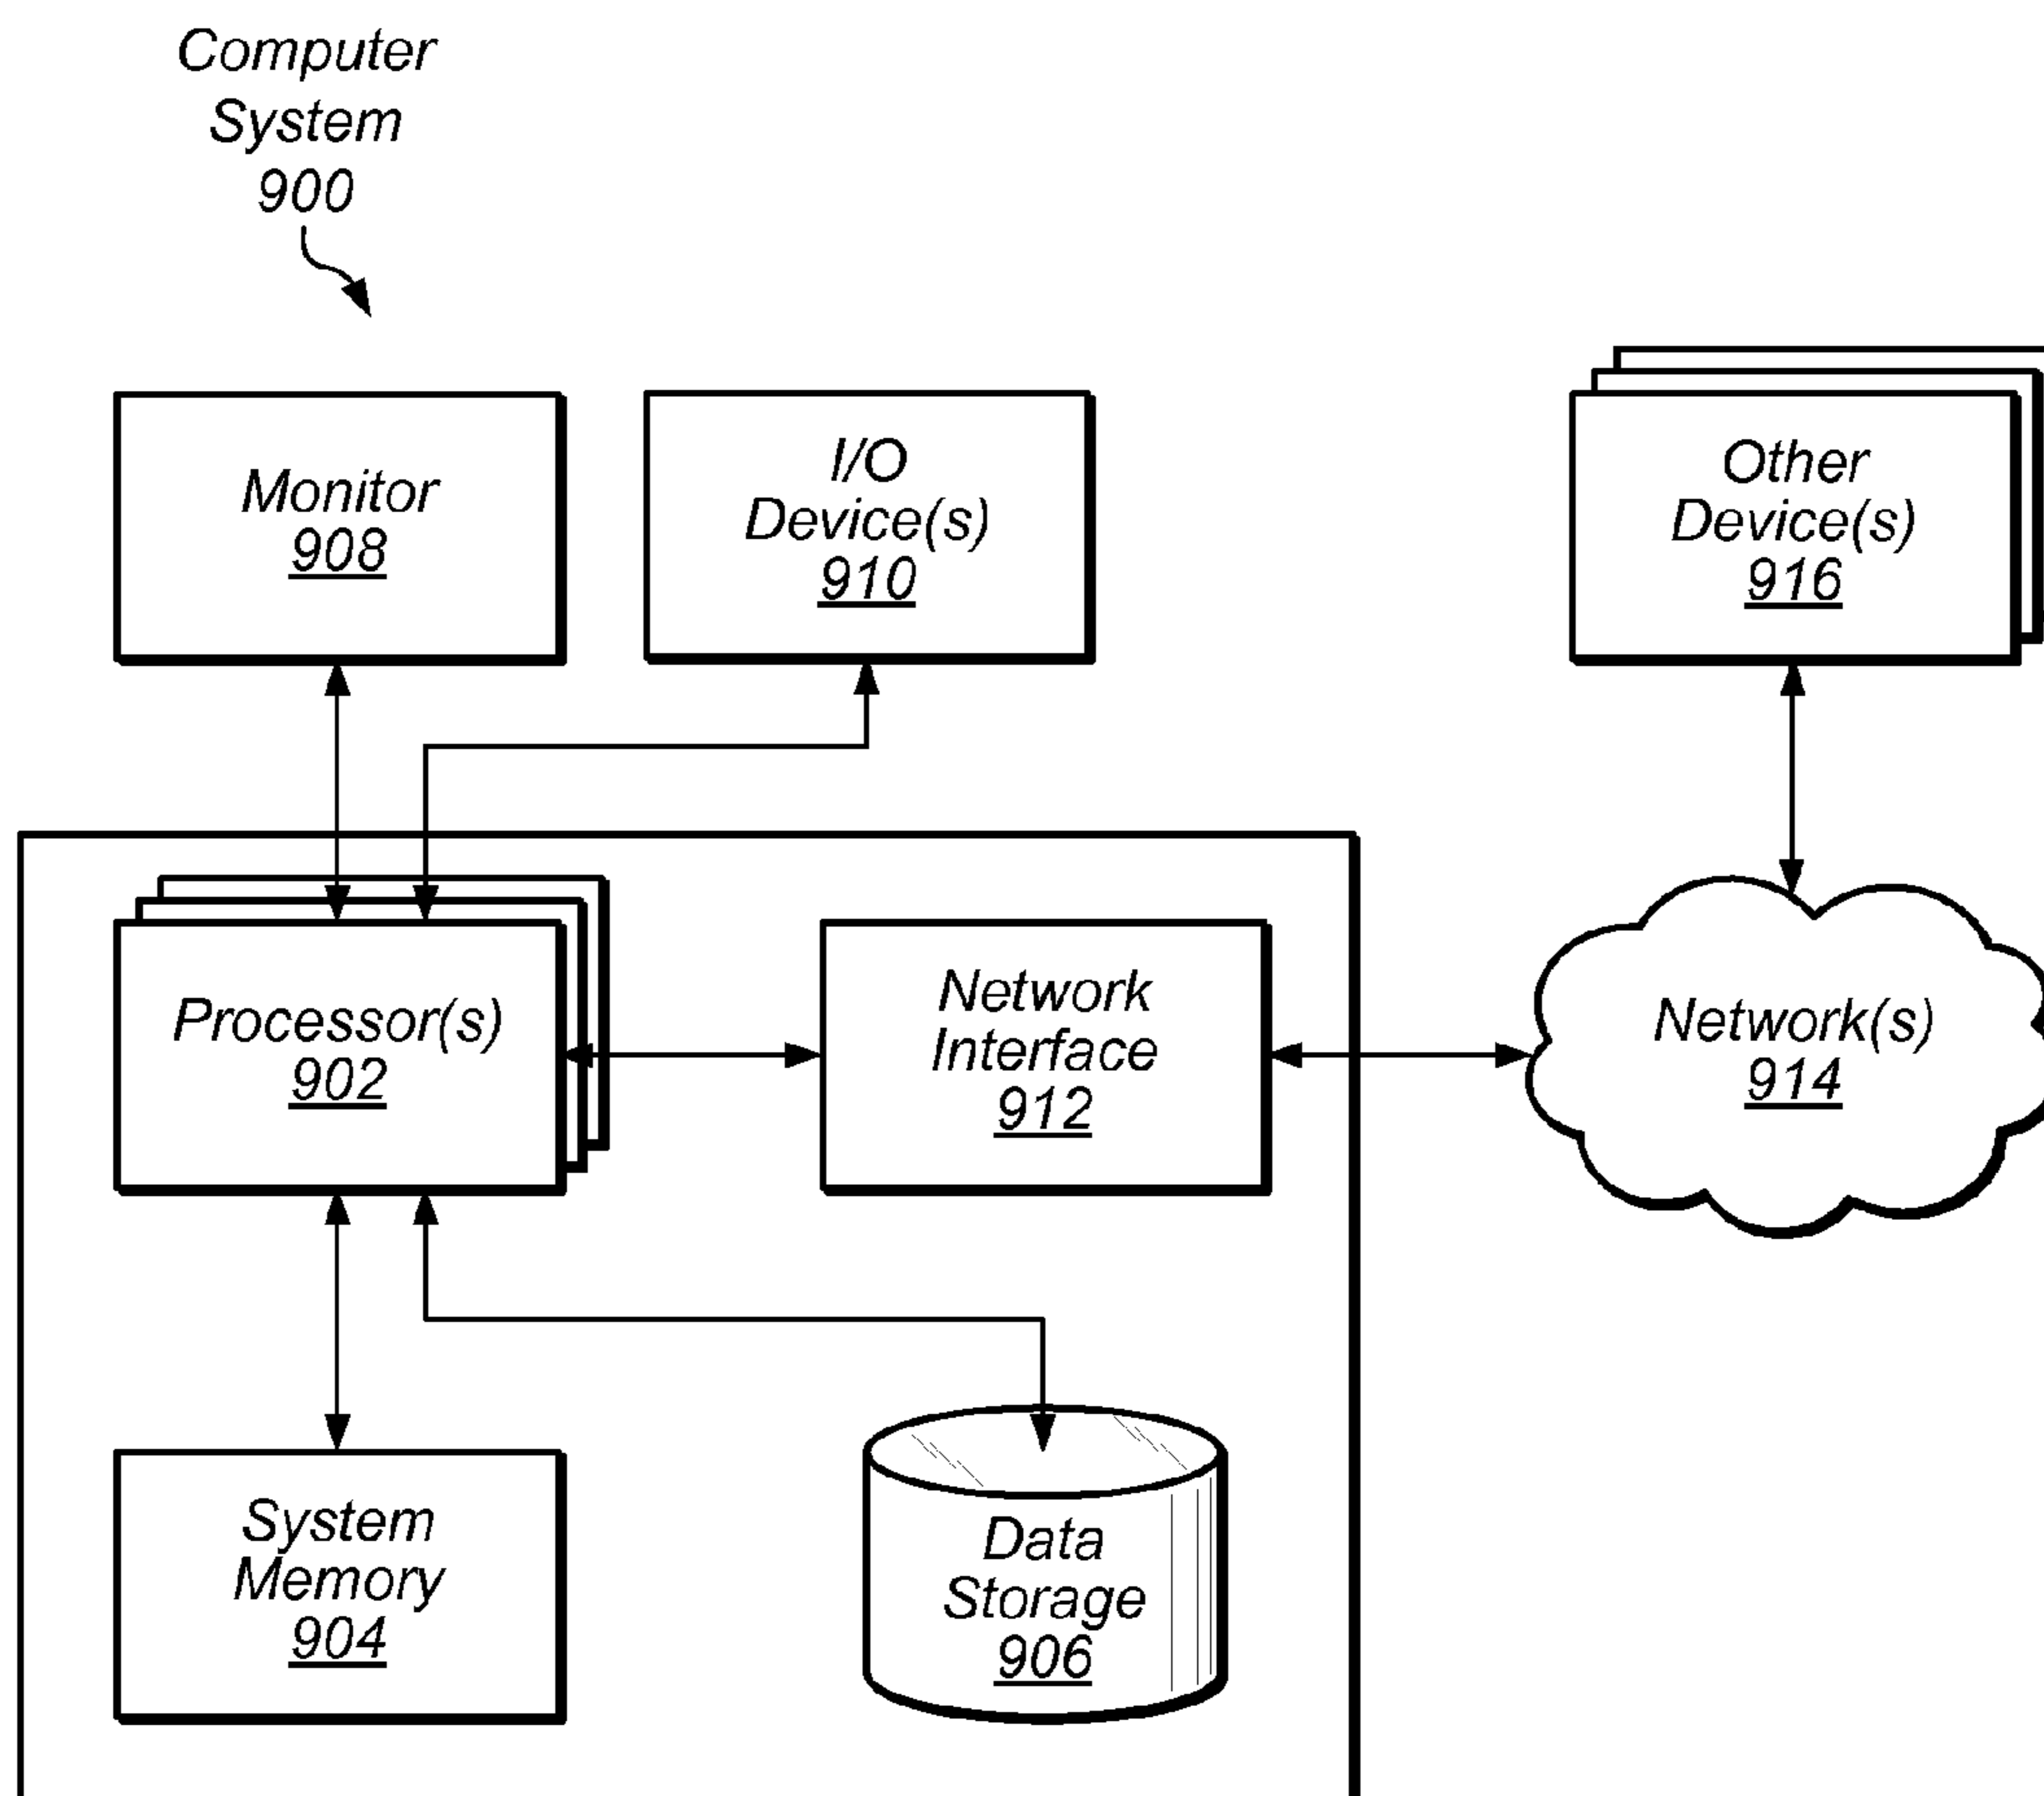 Computer
System
900
Monitor
908
I/O
Device(s)
910
Other
Device(s)
916
Processor(s)
902
Network
Interface
912
Network(s)
914
System
Memory
904
Data
Storage
906